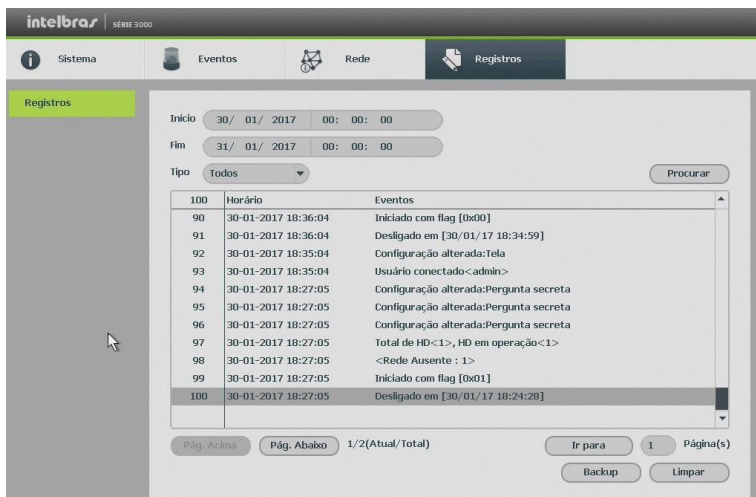 intelbras SÉRIE 3000
Sistema Eventos Rede Registros
Registros
Início 30/ 01/ 2017 00: 00: 00
Fim 31/ 01/ 2017 00: 00: 00
Tipo Todos Procurar
100 Horário Eventos
90 30-01-2017 18:36:04 Iniciado com flag [0x00]
91 30-01-2017 18:36:04 Desligado em [30/01/17 18:34:59]
92 30-01-2017 18:35:04 Configuração alterada:Tela
93 30-01-2017 18:35:04 Usuário conectado<admin>
94 30-01-2017 18:27:05 Configuração alterada:Pergunta secreta
95 30-01-2017 18:27:05 Configuração alterada:Pergunta secreta
96 30-01-2017 18:27:05 Configuração alterada:Pergunta secreta
97 30-01-2017 18:27:05 Total de HD<1>, HD em operação<1>
98 30-01-2017 18:27:05 <Rede Ausente : 1>
99 30-01-2017 18:27:05 Iniciado com flag [0x01]
100 30-01-2017 18:27:05 Desligado em [30/01/17 18:24:28]
Pág. Acima Pág. Abaixo 1/2(Atual/Total) Ir para 1 Página(s)
Backup Limpar